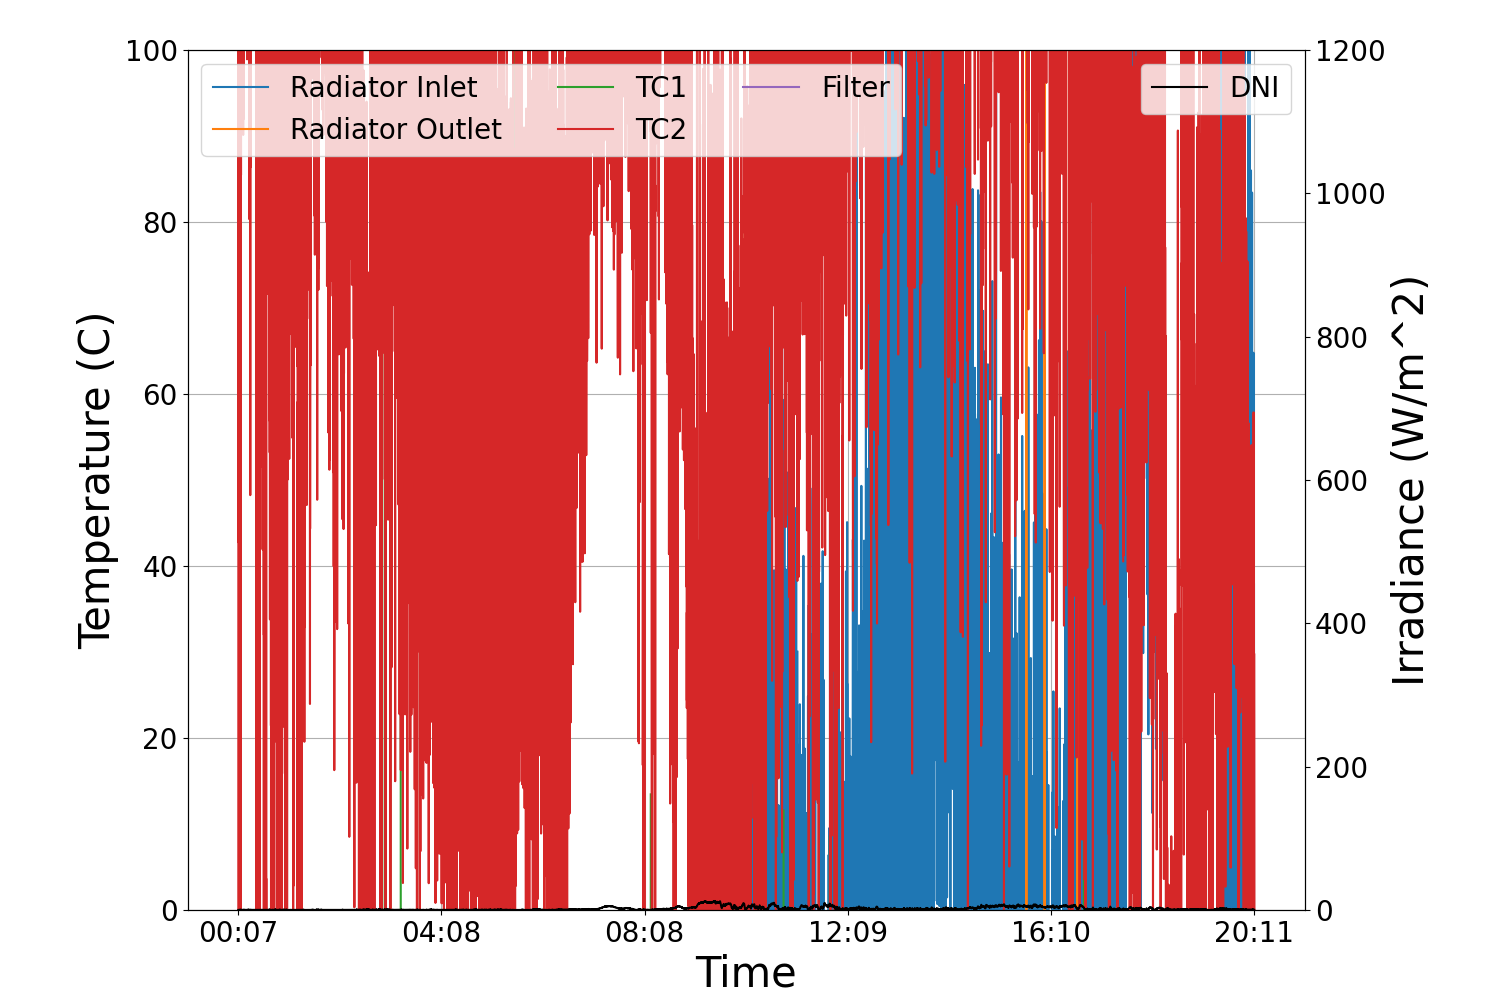 100
80
60
40
20
0
Temperature (C)
Radiator Inlet
Radiator Outlet
TC1
TC2
Filter
DNI
1200
1000
800
600
400
200
0
Irradiance (W/m^2)
00:07 04:08 08:08 12:09 16:10 20:11
Time